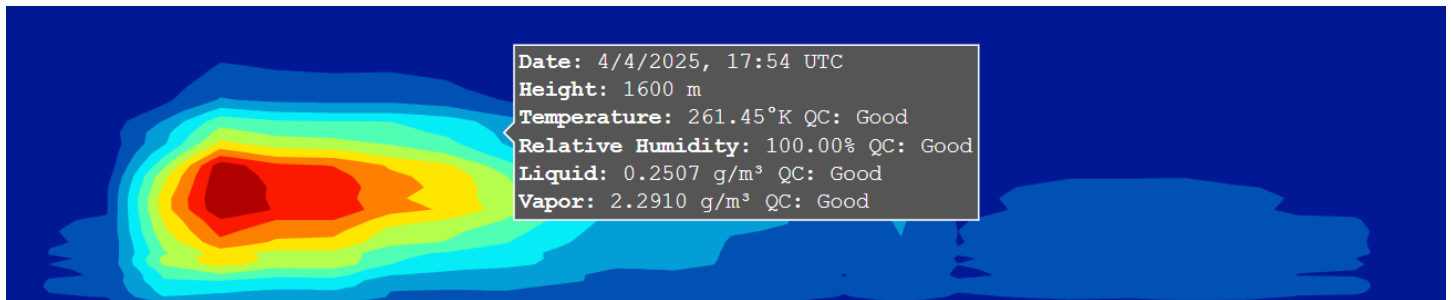 Date: 4/4/2025, 17:54 UTC
Height: 1600 m
Temperature: 261.45°K QC: Good
Relative Humidity: 100.00% QC: Good
Liquid: 0.2507 g/m³ QC: Good
Vapor: 2.2910 g/m³ QC: Good